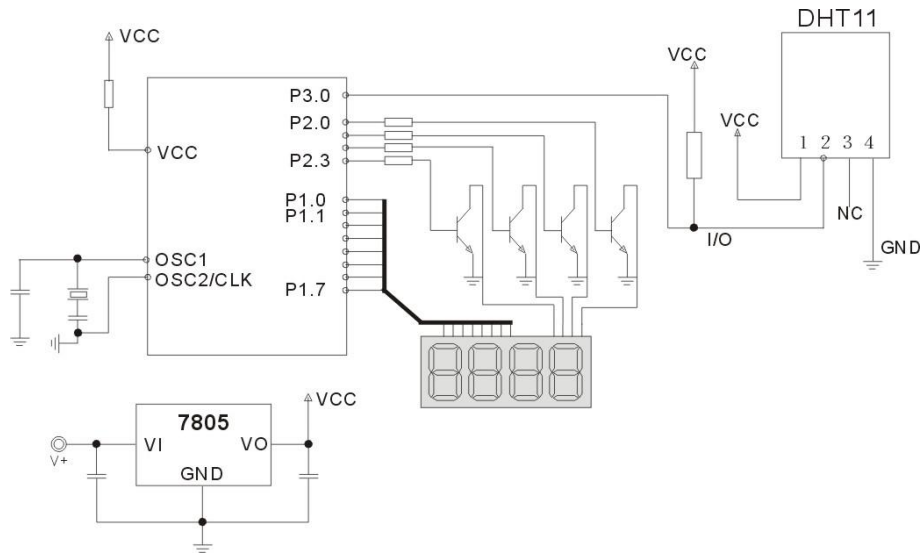 DHT11
VCC
VCC
P3.0
P2.0
VCC
VCC
P2.3
1 2 3 4
P1.0
P1.1
NC
I/O
OSC1
GND
OSC2/CLK
P1.7
VCC
7805
VI
VO
V+
GND